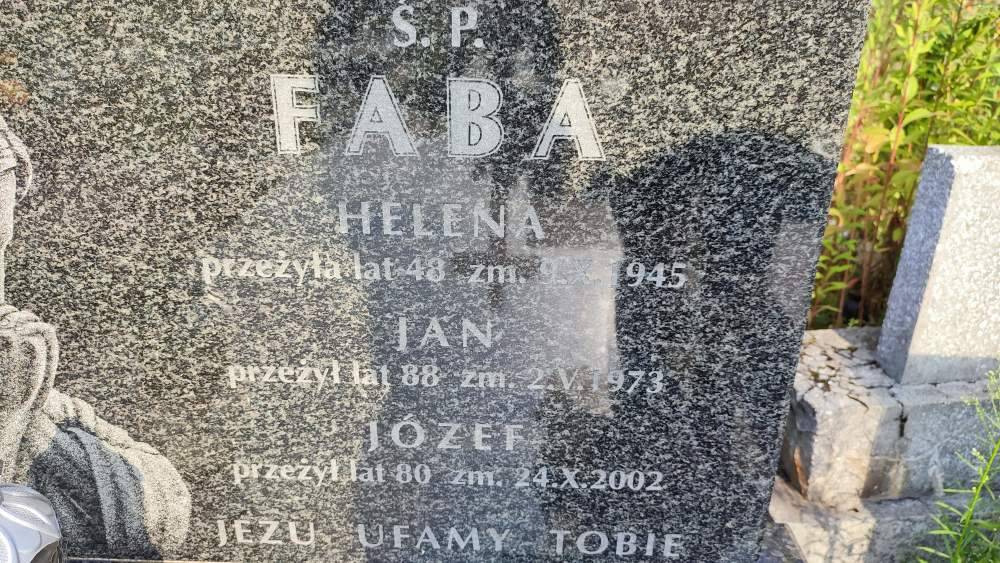 Ś. P.
FABA
HELENA
przeżyła lat 48 zm. 9.X.1945
JAN
przeżył lat 88 zm. 2.V.1973
JÓZEF
przeżył lat 80 zm. 24.X.2002
JEZU UFAMY TOBIE